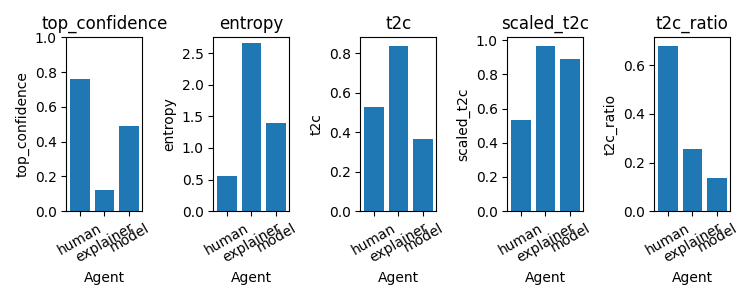 top_confidence entropy t2c scaled_t2c t2c_ratio
top_confidence
1.0
0.8
0.6
0.4
0.2
0.0
human explainer model
Agent
entropy
2.5
2.0
1.5
1.0
0.5
0.0
human explainer model
Agent
t2c
0.8
0.6
0.4
0.2
0.0
human explainer model
Agent
scaled_t2c
1.0
0.8
0.6
0.4
0.2
0.0
human explainer model
Agent
t2c_ratio
0.6
0.4
0.2
0.0
human explainer model
Agent